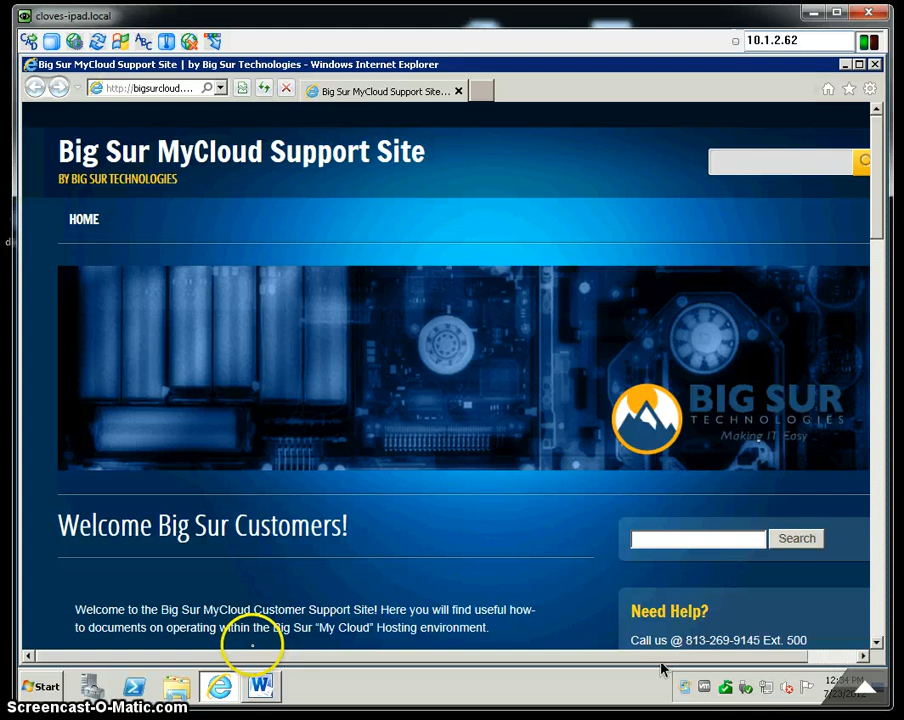 cloves-ipad.local
ABC
10.1.2.62
Big Sur MyCloud Support Site | by Big Sur Technologies - Windows Internet Explorer
http://bigsurcloud....
Big Sur MyCloud Support Site...
Big Sur MyCloud Support Site
BY BIG SUR TECHNOLOGIES
HOME
BIG SUR
TECHNOLOGIES
Making IT Easy
Welcome Big Sur Customers!
Search
Welcome to the Big Sur MyCloud Customer Support Site! Here you will find useful how-
to documents on operating within the Big Sur “My Cloud” Hosting environment.
Need Help?
Call us @ 813-269-9145 Ext. 500
Start
12:34 PM
Screencast-O-Matic.com